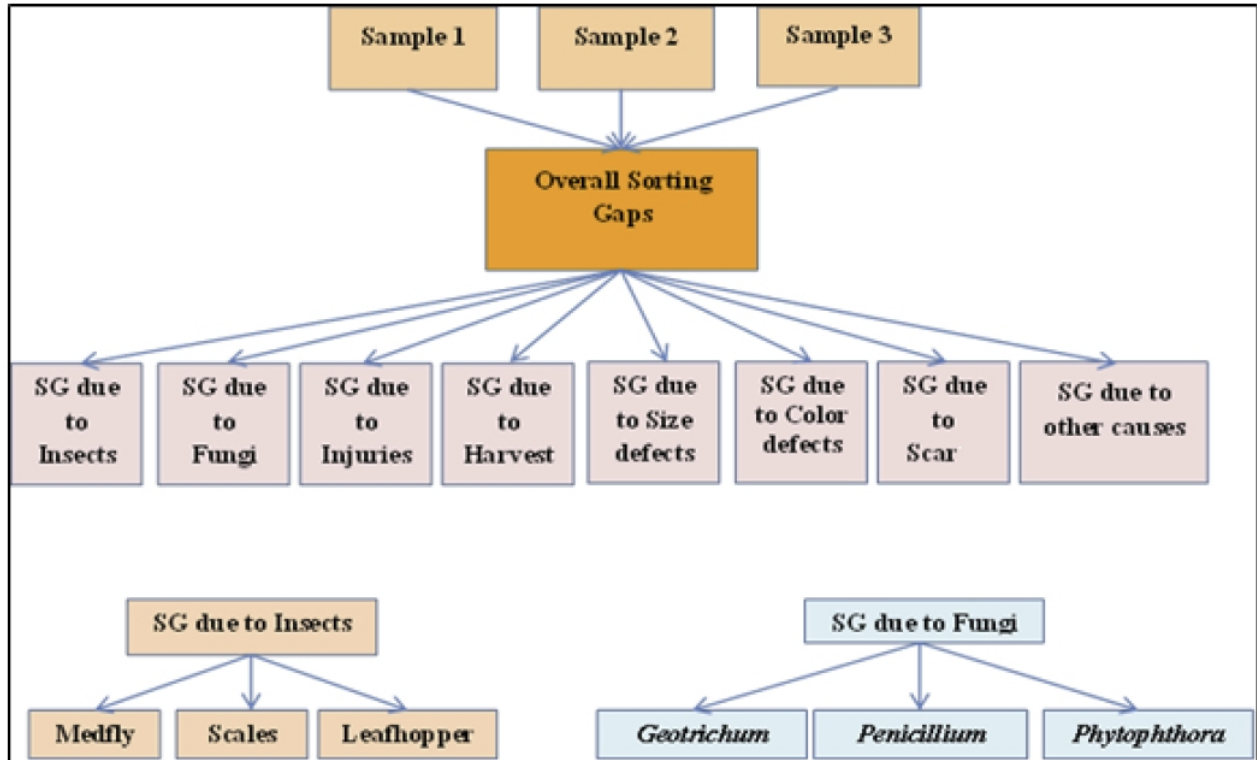 Sample 1
Sample 2
Sample 3
Overall Sorting
Gaps
SG due
to
Insects
SG due
to
Fungi
SG due
to
Injuries
SG due
to
Harvest
SG due
to Size
defects
SG due
to Color
defects
SG due
to
Scar
SG due to
other causes
SG due to Insects
Medfly
Scales
Leafhopper
SG due to Fungi
Geotrichum
Penicillium
Phytophthora